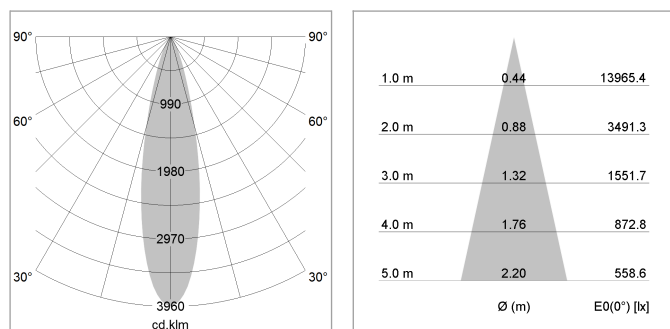 90° 90°
990
60° 60°
1980
2970
30° 30°
3960
cd.klm
1.0 m 0.44 13965.4
2.0 m 0.88 3491.3
3.0 m 1.32 1551.7
4.0 m 1.76 872.8
5.0 m 2.20 558.6
Ø (m) E0(0°) [lx]